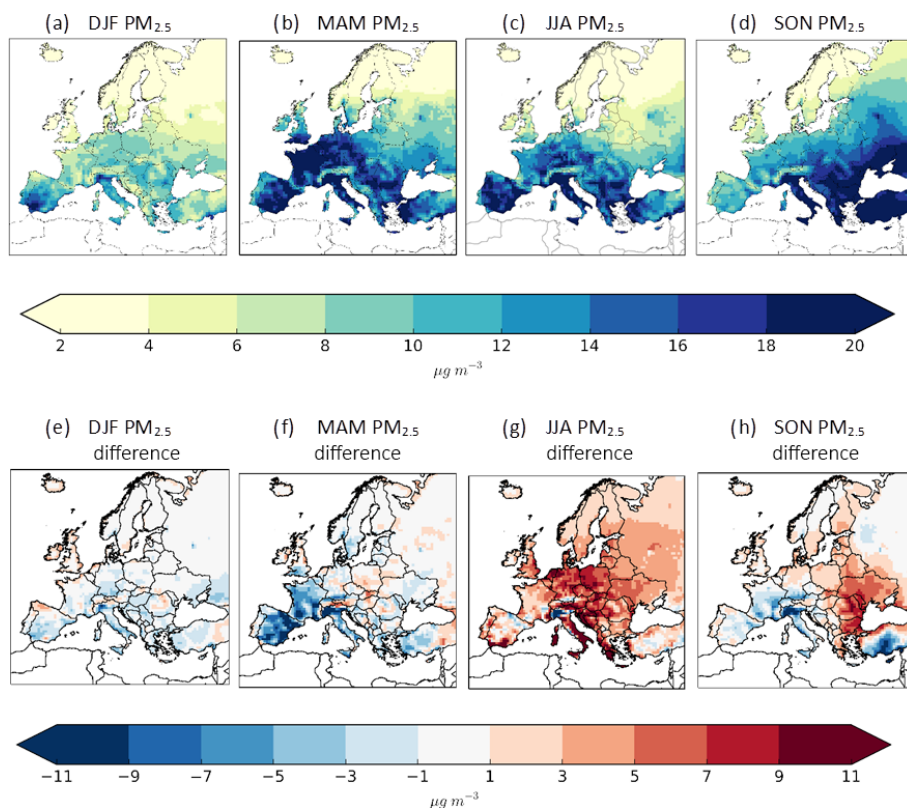 (a) DJF PM₂.₅ (b) MAM PM₂.₅ (c) JJA PM₂.₅ (d) SON PM₂.₅
2 4 6 8 10 12 14 16 18 20
μg m⁻³
(e) DJF PM₂.₅ (f) MAM PM₂.₅ (g) JJA PM₂.₅ (h) SON PM₂.₅
difference difference difference difference
−11 −9 −7 −5 −3 −1 1 3 5 7 9 11
μg m⁻³